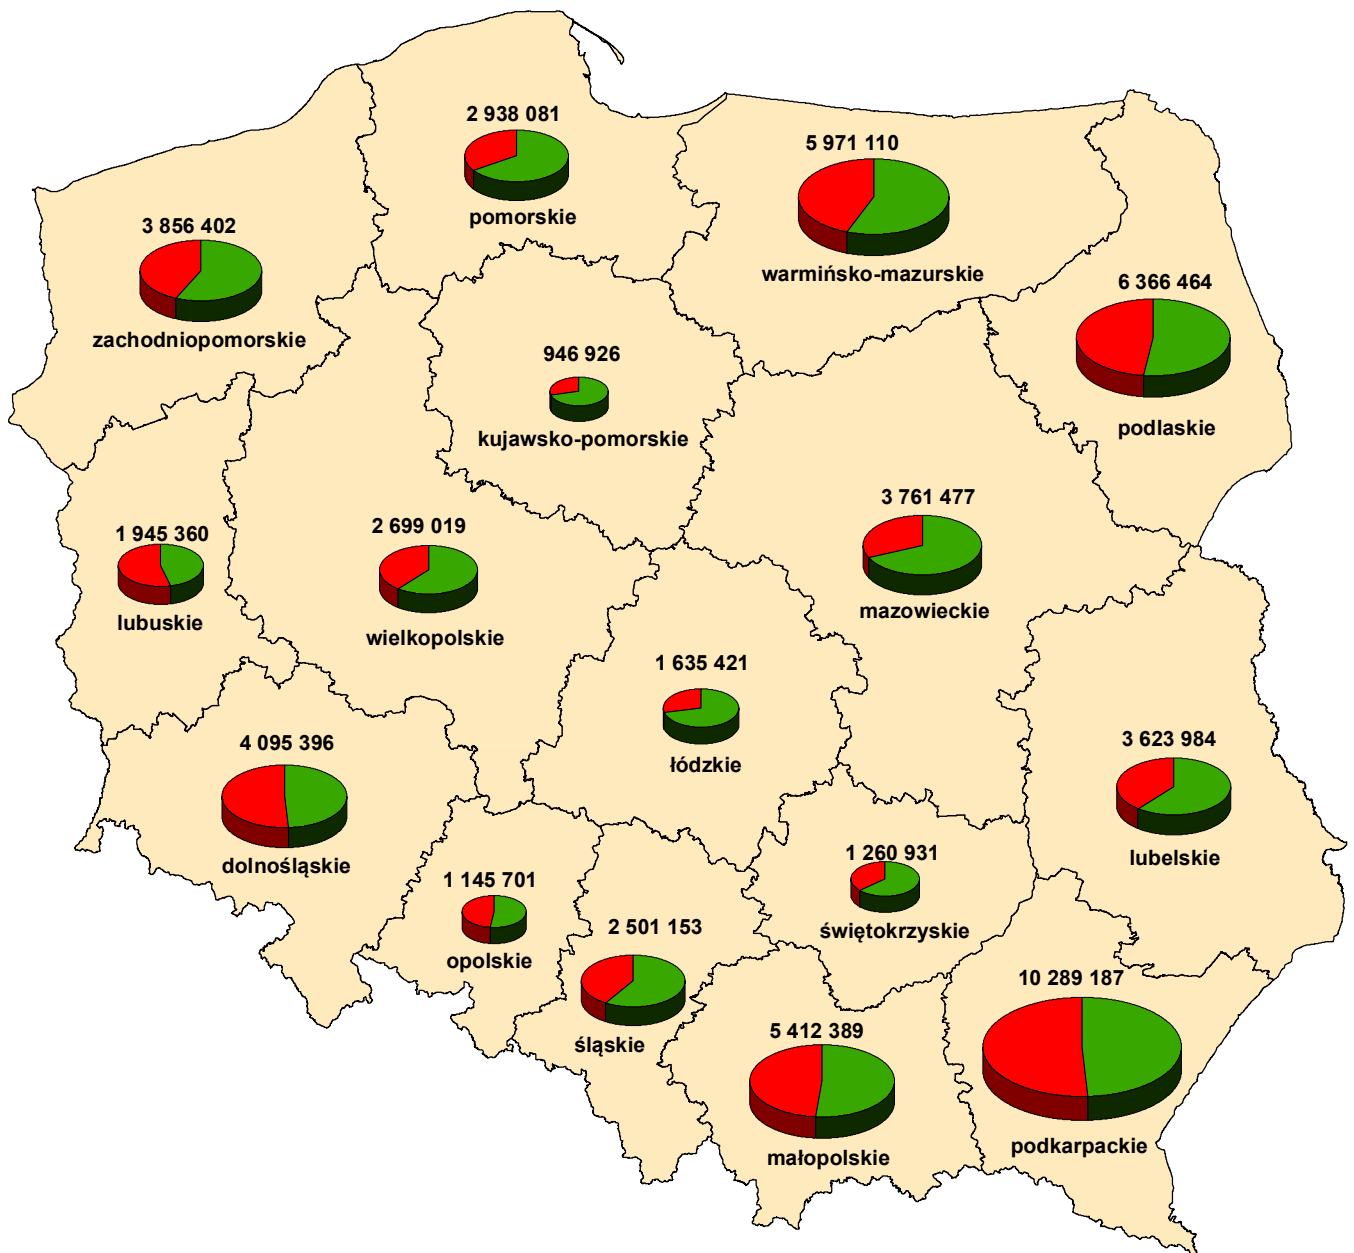 2 938 081
pomorskie
5 971 110
warmińsko-mazurskie
3 856 402
zachodniopomorskie
6 366 464
podlaskie
946 926
kujawsko-pomorskie
3 761 477
mazowieckie
1 945 360
lubuskie
2 699 019
wielkopolskie
1 635 421
łódzkie
4 095 396
dolnośląskie
3 623 984
lubelskie
1 260 931
świętokrzyskie
1 145 701
opolskie
2 501 153
śląskie
10 289 187
podkarpackie
5 412 389
małopolskie